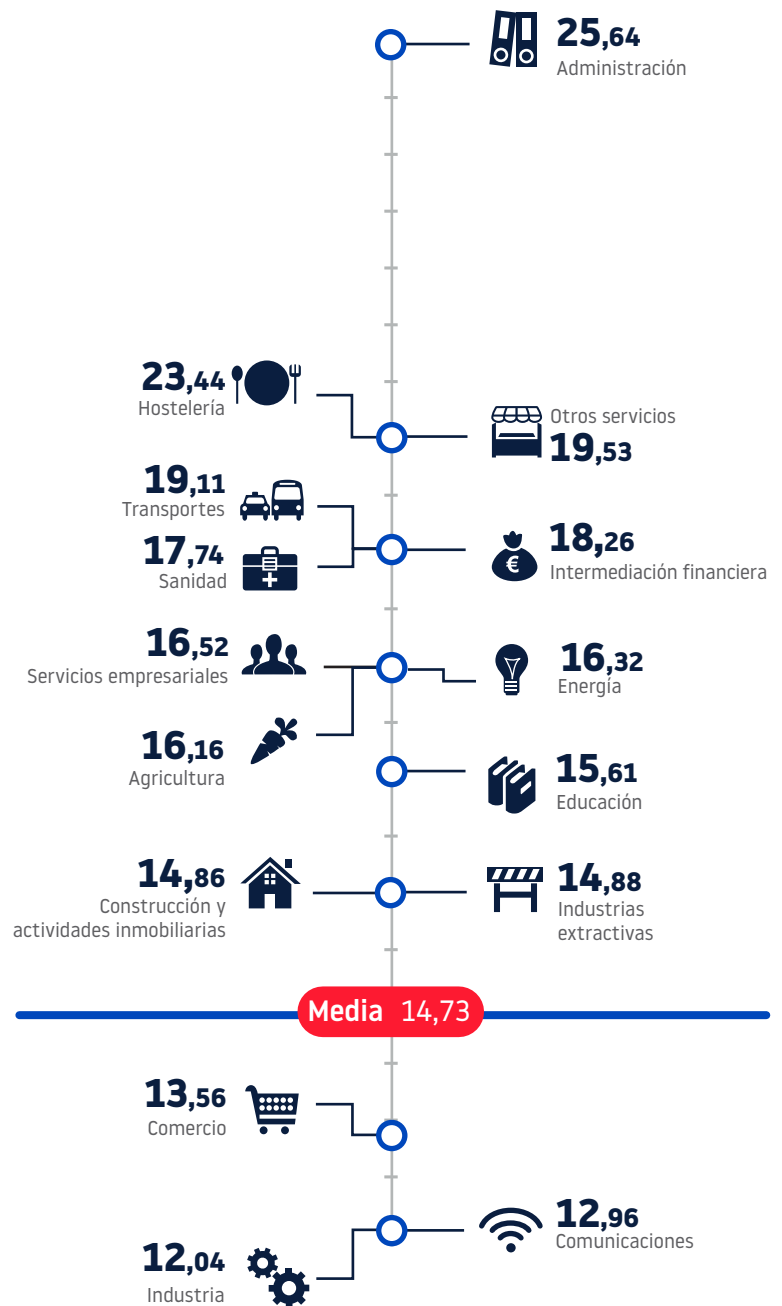 25,64
Administración
23,44
Hostelería
Otros servicios
19,53
19,11
Transportes
17,74
Sanidad
€
18,26
Intermediación financiera
16,52
Servicios empresariales
16,32
Energía
16,16
Agricultura
15,61
Educación
14,86
Construcción y
actividades inmobiliarias
14,88
Industrias
extractivas
Media 14,73
13,56
Comercio
12,96
Comunicaciones
12,04
Industria